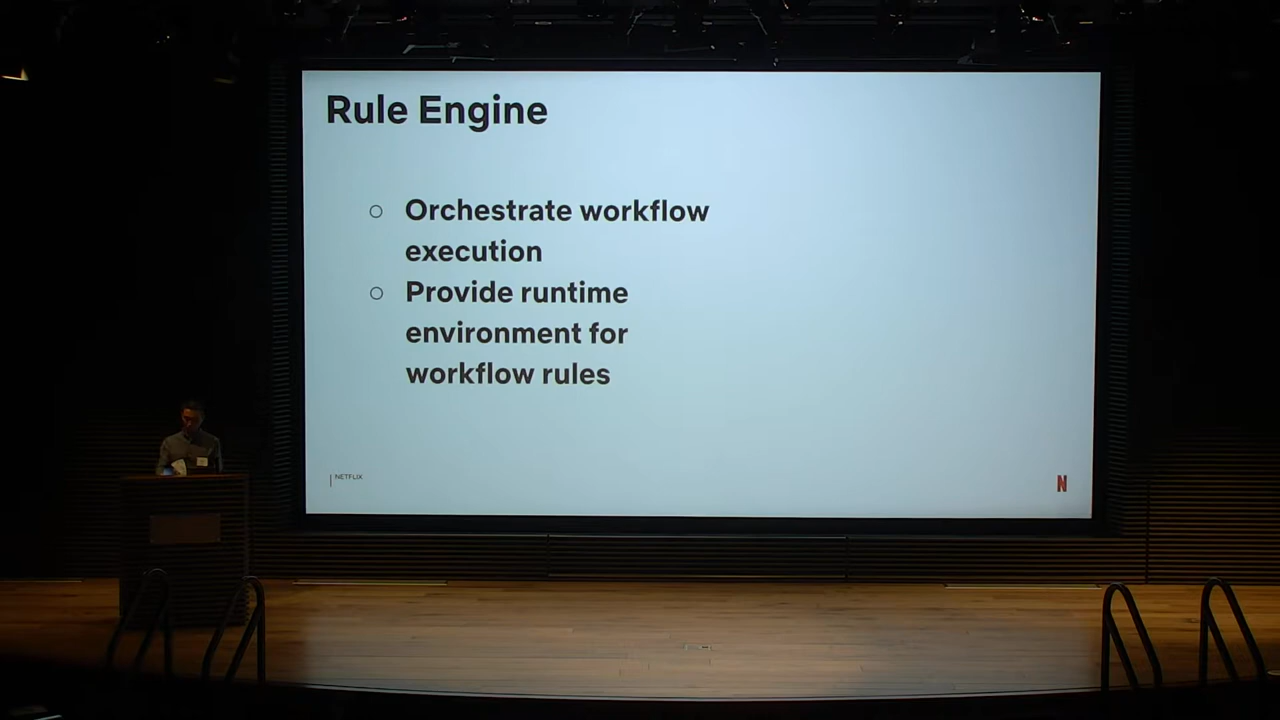 Rule Engine
○ Orchestrate workflow
execution
○ Provide runtime
environment for
workflow rules
NETFLIX
N